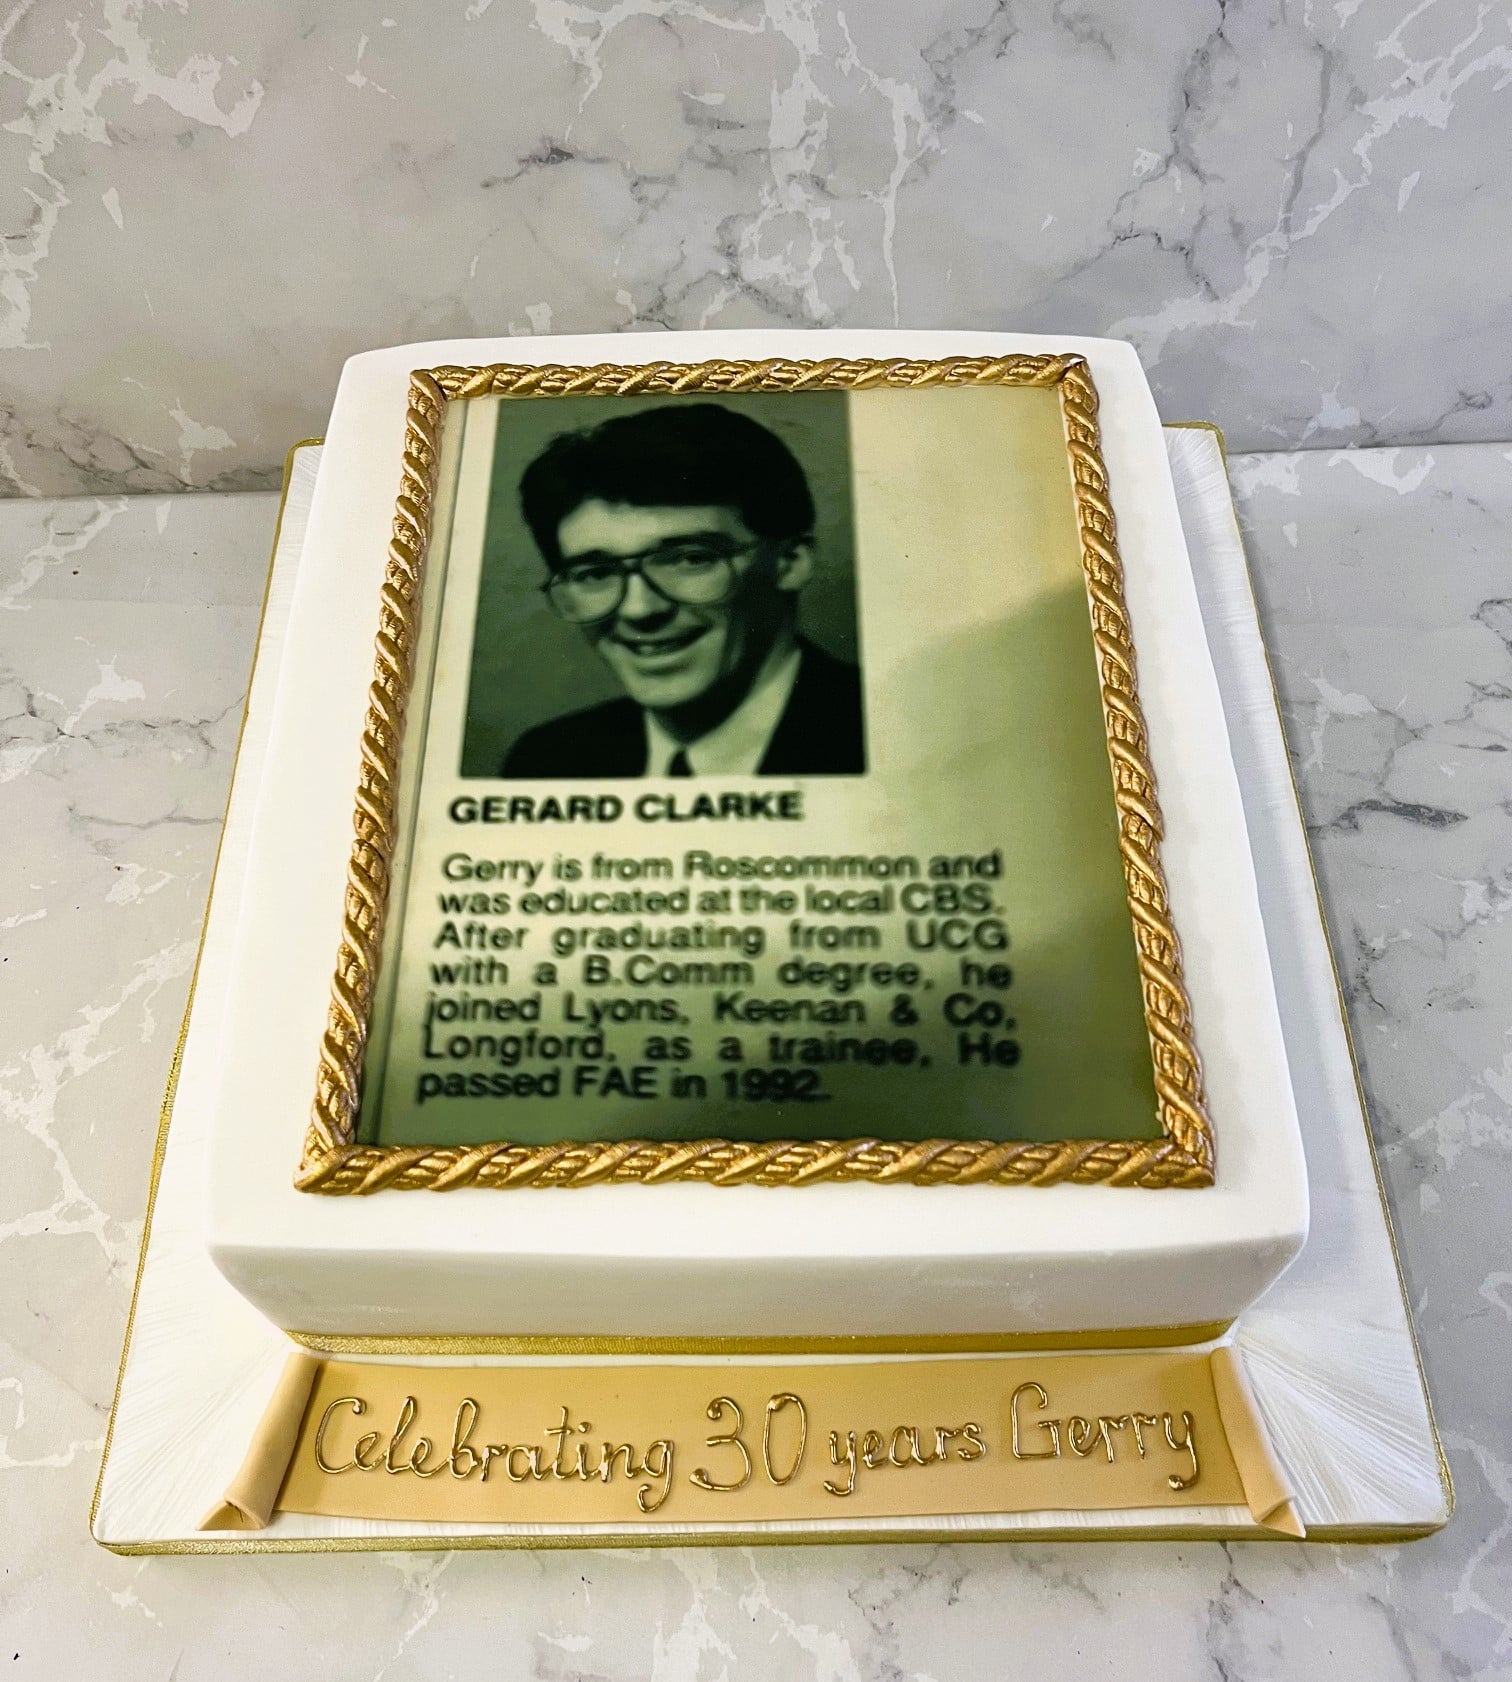 GERARD CLARKE
Gerry is from Roscommon and
was educated at the local CBS.
After graduating from UCG
with a B.Comm degree, he
joined Lyons, Keenan & Co,
Longford, as a trainee, He
passed FAE in 1992.
Celebrating 30 years Gerry